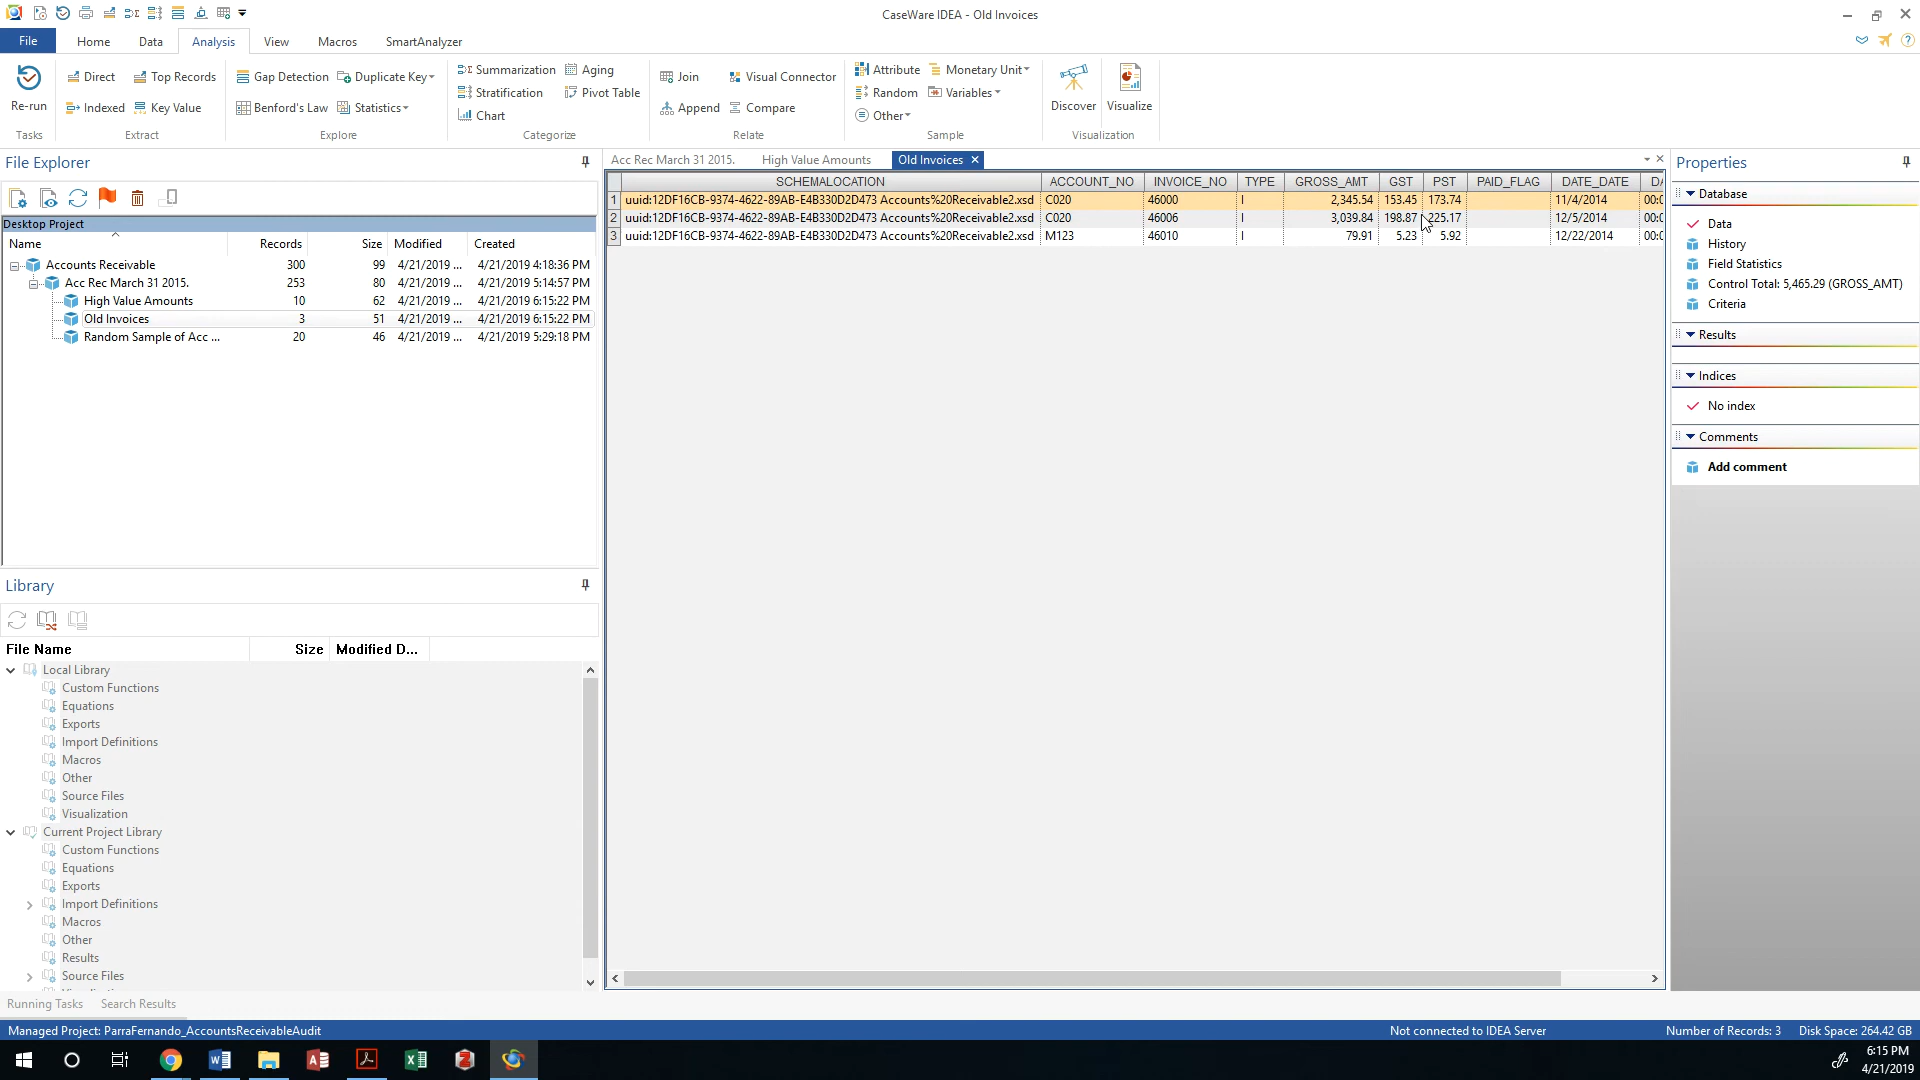 CaseWare IDEA - Old Invoices
File Home Data Analysis View Macros SmartAnalyzer
Re-run
Tasks
Direct Top Records
Indexed Key Value
Extract
Gap Detection Duplicate Key
Benford's Law Statistics
Explore
Summarization Aging
Stratification Pivot Table
Chart
Categorize
Join Visual Connector
Append Compare
Relate
Attribute Monetary Unit
Random Variables
Other
Sample
Discover Visualize
Visualization
File Explorer
Desktop Project
Name Records Size Modified Created
Accounts Receivable 300 99 4/21/2019 ... 4/21/2019 4:18:36 PM
Acc Rec March 31 2015. 253 80 4/21/2019 ... 4/21/2019 5:14:57 PM
High Value Amounts 10 62 4/21/2019 ... 4/21/2019 6:15:22 PM
Old Invoices 3 51 4/21/2019 ... 4/21/2019 6:15:22 PM
Random Sample of Acc ... 20 46 4/21/2019 ... 4/21/2019 5:29:18 PM
Library
File Name Size Modified D...
Local Library
Custom Functions
Equations
Exports
Import Definitions
Macros
Other
Source Files
Visualization
Current Project Library
Custom Functions
Equations
Exports
Import Definitions
Macros
Other
Results
Source Files
Running Tasks Search Results
Acc Rec March 31 2015. High Value Amounts Old Invoices
SCHEMALOCATION ACCOUNT_NO INVOICE_NO TYPE GROSS_AMT GST PST PAID_FLAG DATE_DATE DA
1 uuid:12DF16CB-9374-4622-89AB-E4B330D2D473 Accounts%20Receivable2.xsd C020 46000 I 2,345.54 153.45 173.74 11/4/2014 00:0
2 uuid:12DF16CB-9374-4622-89AB-E4B330D2D473 Accounts%20Receivable2.xsd C020 46006 I 3,039.84 198.87 225.17 12/5/2014 00:0
3 uuid:12DF16CB-9374-4622-89AB-E4B330D2D473 Accounts%20Receivable2.xsd M123 46010 I 79.91 5.23 5.92 12/22/2014 00:0
Properties
Database
Data
History
Field Statistics
Control Total: 5,465.29 (GROSS_AMT)
Criteria
Results
Indices
No index
Comments
Add comment
Managed Project: ParraFernando_AccountsReceivableAudit Not connected to IDEA Server Number of Records: 3 Disk Space: 264.42 GB
6:15 PM
4/21/2019